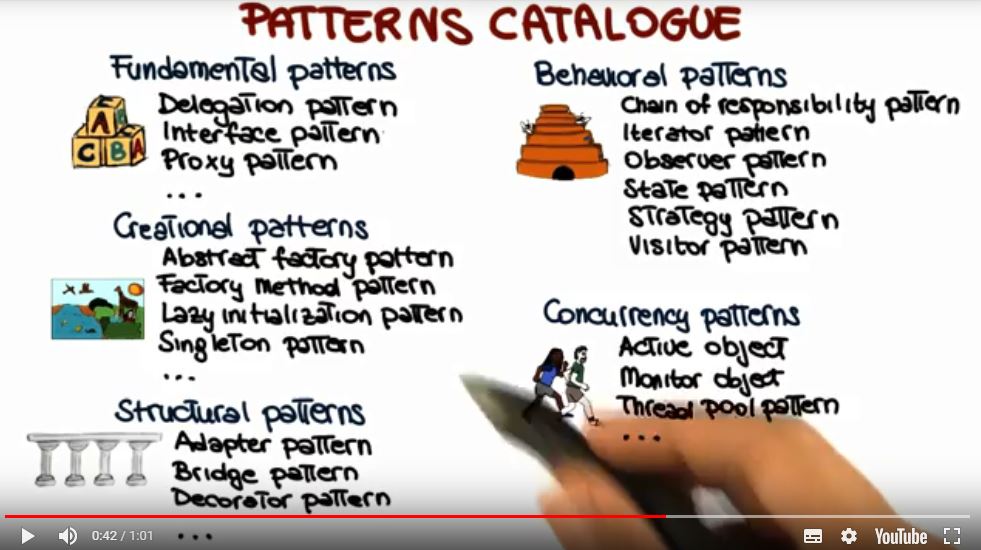 PATTERNS CATALOGUE
Fundamental patterns
Delegation pattern
Interface pattern
Proxy pattern
...
Creational patterns
Abstract factory pattern
Factory method pattern
Lazy initialization pattern
Singleton pattern
...
Structural patterns
Adapter pattern
Bridge pattern
Decorator pattern
...
Behavioral patterns
Chain of responsibility pattern
Iterator pattern
Observer pattern
State pattern
Strategy pattern
Visitor pattern
Concurrency patterns
Active object
Monitor object
Thread pool pattern
...
A
C B A
0:42 / 1:01
YouTube